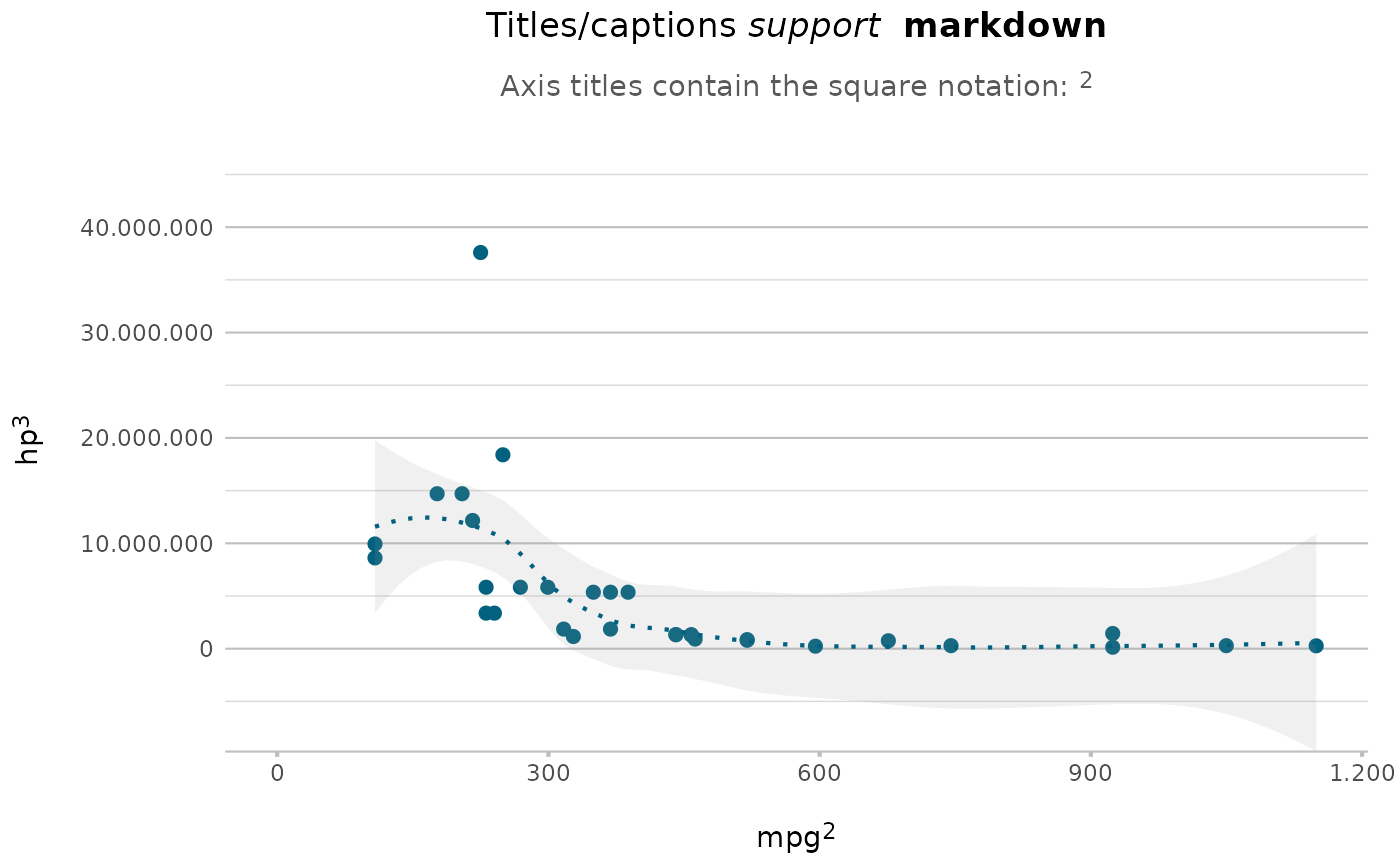 Titles/captions support markdown
Axis titles contain the square notation: ²
40.000.000
30.000.000
20.000.000
10.000.000
0
hp³
0 300 600 900 1.200
mpg²